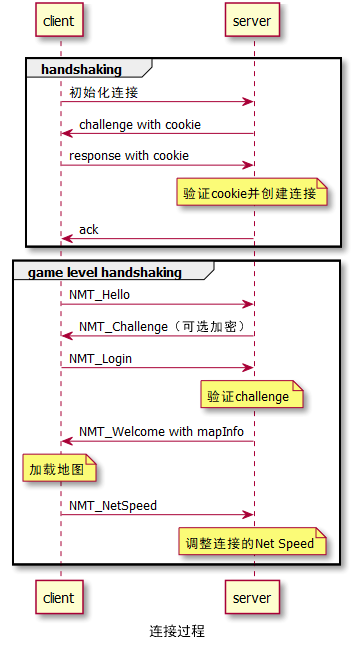 client server
handshaking
初始化连接
challenge with cookie
response with cookie
验证cookie并创建连接
ack
game level handshaking
NMT_Hello
NMT_Challenge（可选加密）
NMT_Login
验证challenge
NMT_Welcome with mapInfo
加载地图
NMT_NetSpeed
调整连接的Net Speed
client server
连接过程